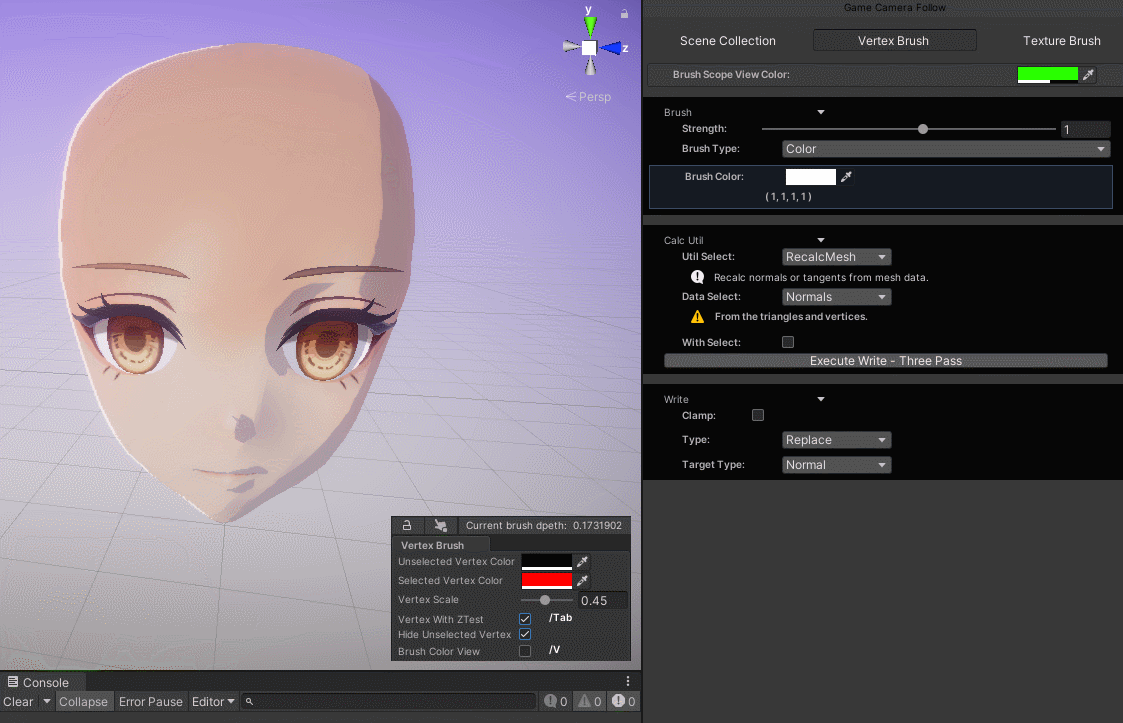 y
z
Persp
Current brush dpeth: 0.1731902
Vertex Brush
Unselected Vertex Color
Selected Vertex Color
Vertex Scale 0.45
Vertex With ZTest /Tab
Hide Unselected Vertex
Brush Color View /V
Console
Clear Collapse Error Pause Editor 0 0 0
Game Camera Follow
Scene Collection Vertex Brush Texture Brush
Brush Scope View Color:
Brush
Strength: 1
Brush Type: Color
Brush Color:
( 1, 1, 1, 1 )
Calc Util
Util Select: RecalcMesh
Recalc normals or tangents from mesh data.
Data Select: Normals
From the triangles and vertices.
With Select:
Execute Write - Three Pass
Write
Clamp:
Type: Replace
Target Type: Normal